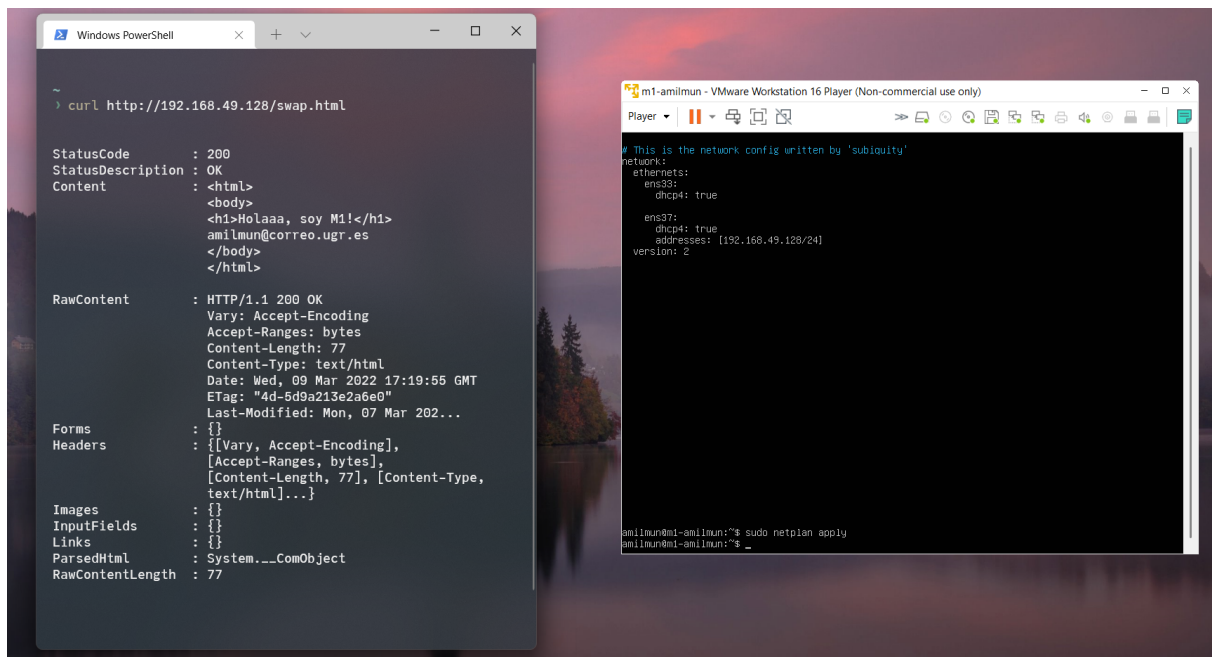 Windows PowerShell
~
› curl http://192.168.49.128/swap.html
StatusCode : 200
StatusDescription : OK
Content : <html>
<body>
<h1>Holaaa, soy M1!</h1>
amilmun@correo.ugr.es
</body>
</html>
RawContent : HTTP/1.1 200 OK
Vary: Accept-Encoding
Accept-Ranges: bytes
Content-Length: 77
Content-Type: text/html
Date: Wed, 09 Mar 2022 17:19:55 GMT
ETag: "4d-5d9a213e2a6e0"
Last-Modified: Mon, 07 Mar 202...
Forms : {}
Headers : {[Vary, Accept-Encoding],
[Accept-Ranges, bytes],
[Content-Length, 77], [Content-Type,
text/html]...}
Images : {}
InputFields : {}
Links : {}
ParsedHtml : System.__ComObject
RawContentLength : 77
m1-amilmun - VMware Workstation 16 Player (Non-commercial use only)
Player
# This is the network config written by 'subiquity'
network:
ethernets:
ens33:
dhcp4: true
ens37:
dhcp4: true
addresses: [192.168.49.128/24]
version: 2
amilmun@m1-amilmun:~$ sudo netplan apply
amilmun@m1-amilmun:~$ _